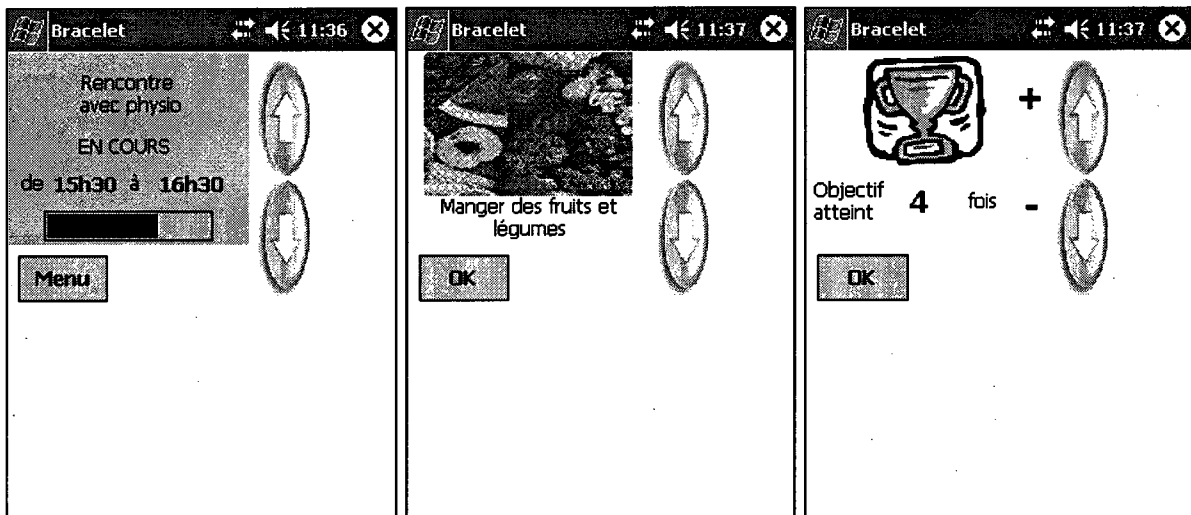 Bracelet 11:36
Rencontre
avec physio
EN COURS
de 15h30 à 16h30
Menu
Bracelet 11:37
Manger des fruits et
légumes
OK
Bracelet 11:37
+
Objectif
atteint 4 fois -
OK